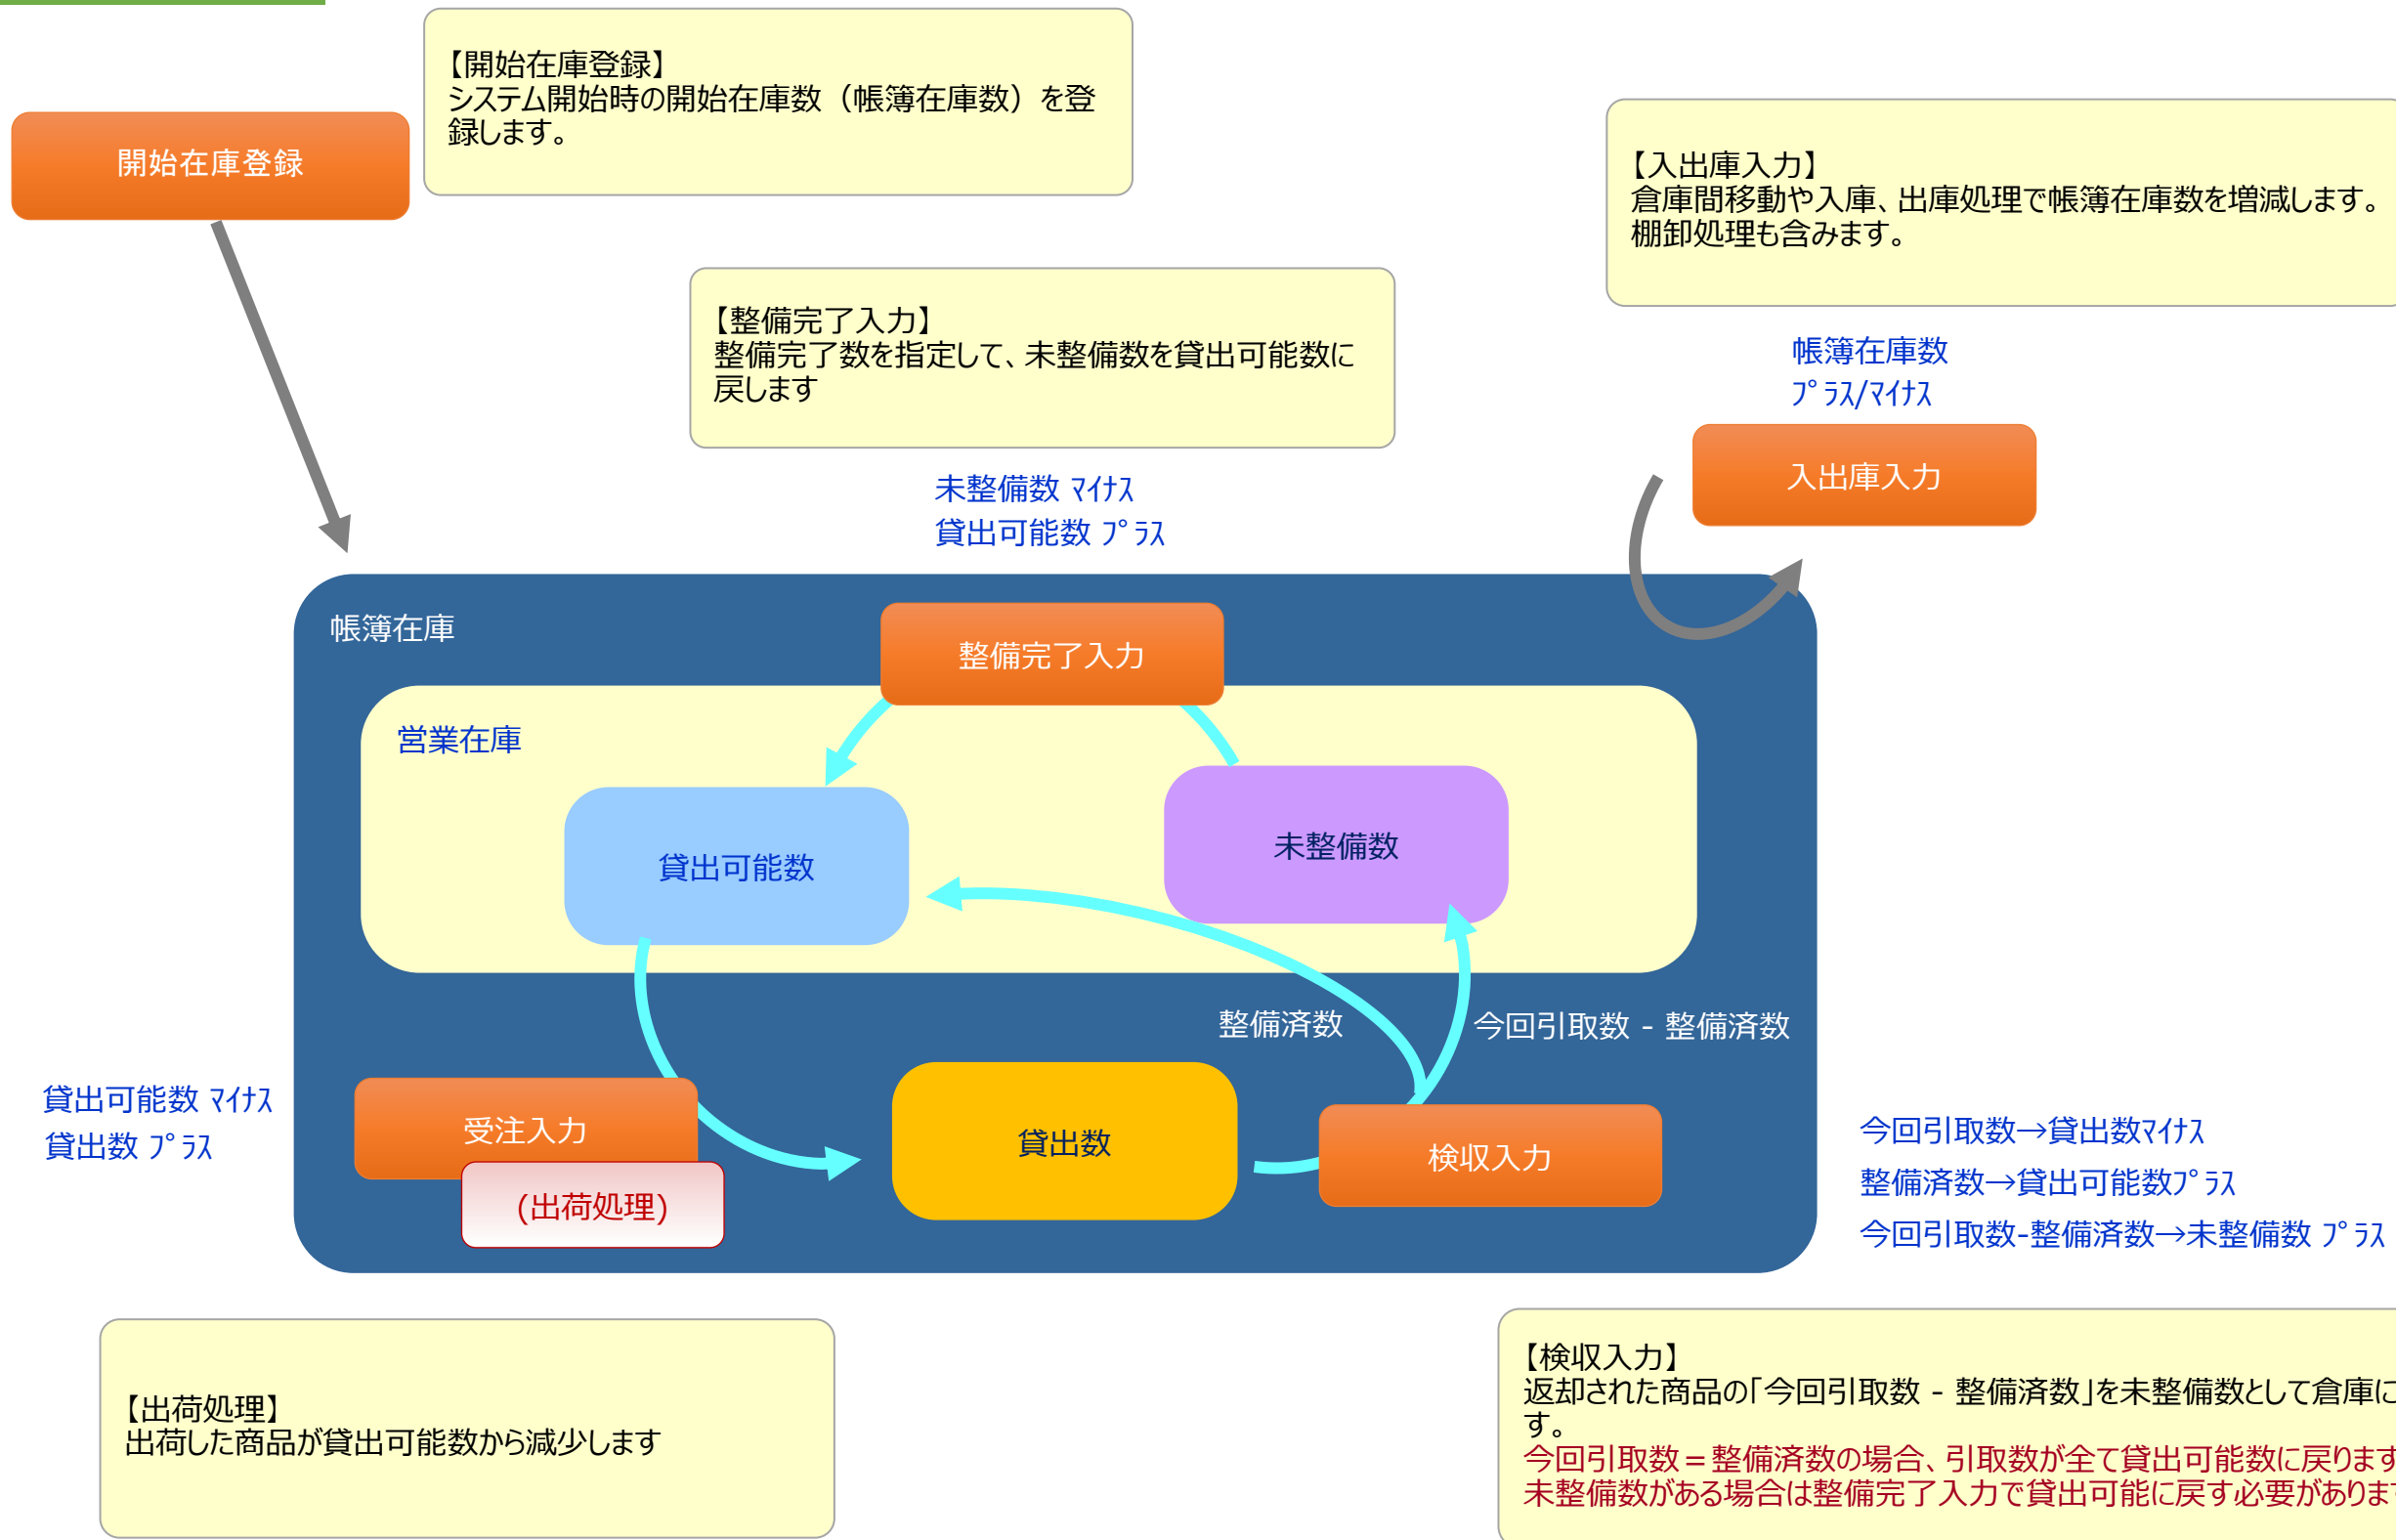 【開始在庫登録】
システム開始時の開始在庫数（帳簿在庫数）を登
録します。
開始在庫登録
【入出庫入力】
倉庫間移動や入庫、出庫処理で帳簿在庫数を増減します。
棚卸処理も含みます。
【整備完了入力】
整備完了数を指定して、未整備数を貸出可能数に
戻します
帳簿在庫数
ﾌﾟﾗｽ/ﾏｲﾅｽ
入出庫入力
未整備数 ﾏｲﾅｽ
貸出可能数 ﾌﾟﾗｽ
帳簿在庫
整備完了入力
営業在庫
貸出可能数
未整備数
整備済数
今回引取数 - 整備済数
貸出可能数 ﾏｲﾅｽ
貸出数 ﾌﾟﾗｽ
受注入力
(出荷処理)
貸出数
検収入力
今回引取数→貸出数ﾏｲﾅｽ
整備済数→貸出可能数ﾌﾟﾗｽ
今回引取数-整備済数→未整備数 ﾌﾟﾗｽ
【出荷処理】
出荷した商品が貸出可能数から減少します
【検収入力】
返却された商品の｢今回引取数 - 整備済数｣を未整備数として倉庫に
す。
今回引取数＝整備済数の場合、引取数が全て貸出可能数に戻ります
未整備数がある場合は整備完了入力で貸出可能に戻す必要があります